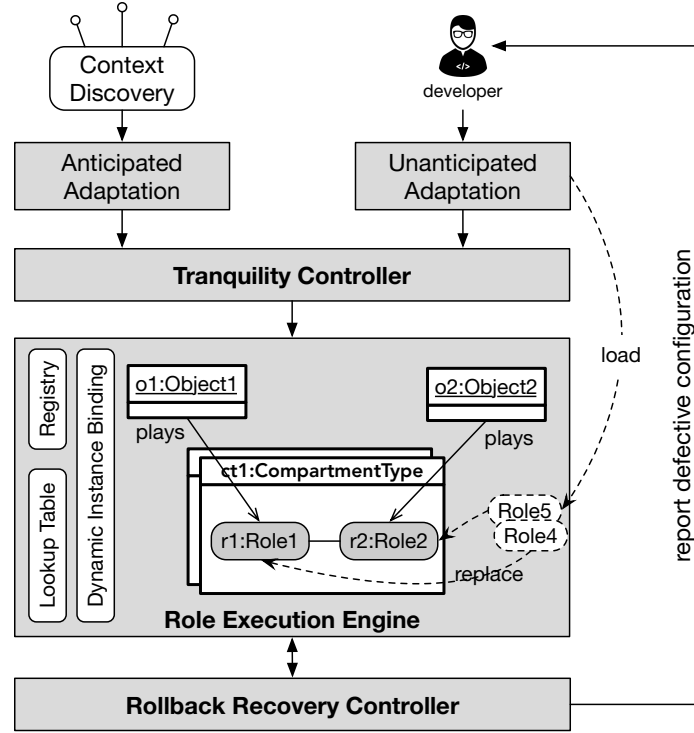 Context
Discovery
</>
developer
Anticipated
Adaptation
Unanticipated
Adaptation
Tranquility Controller
load
report defective configuration
Registry
Lookup Table
Dynamic Instance Binding
o1:Object1
o2:Object2
plays
plays
ct1:CompartmentType
r1:Role1
r2:Role2
Role5
Role4
replace
Role Execution Engine
Rollback Recovery Controller